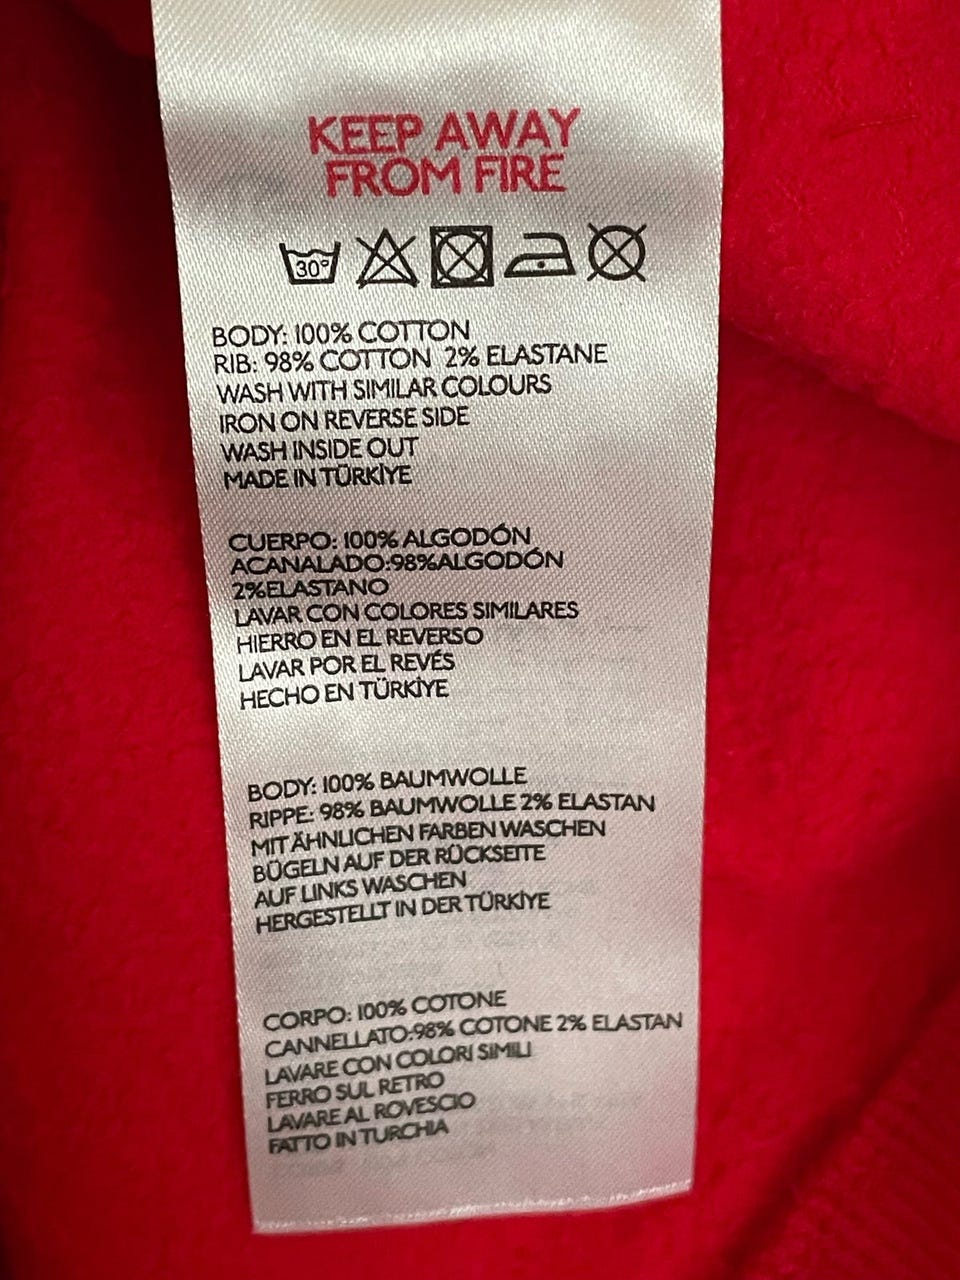 KEEP AWAY
FROM FIRE
30°
BODY: 100% COTTON
RIB: 98% COTTON 2% ELASTANE
WASH WITH SIMILAR COLOURS
IRON ON REVERSE SIDE
WASH INSIDE OUT
MADE IN TÜRKİYE
CUERPO: 100% ALGODÓN
ACANALADO:98%ALGODÓN
2%ELASTANO
LAVAR CON COLORES SIMILARES
HIERRO EN EL REVERSO
LAVAR POR EL REVÉS
HECHO EN TÜRKİYE
BODY: 100% BAUMWOLLE
RIPPE: 98% BAUMWOLLE 2% ELASTAN
MIT ÄHNLICHEN FARBEN WASCHEN
BÜGELN AUF DER RÜCKSEITE
AUF LINKS WASCHEN
HERGESTELLT IN DER TÜRKİYE
CORPO: 100% COTONE
CANNELLATO:98% COTONE 2% ELASTAN
LAVARE CON COLORI SIMILI
FERRO SUL RETRO
LAVARE AL ROVESCIO
FATTO IN TURCHIA